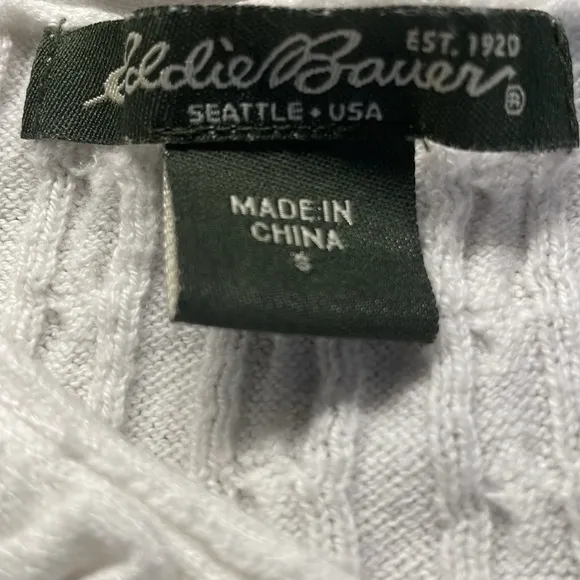 Eddie Bauer® EST. 1920
SEATTLE • USA
MADE IN
CHINA
S